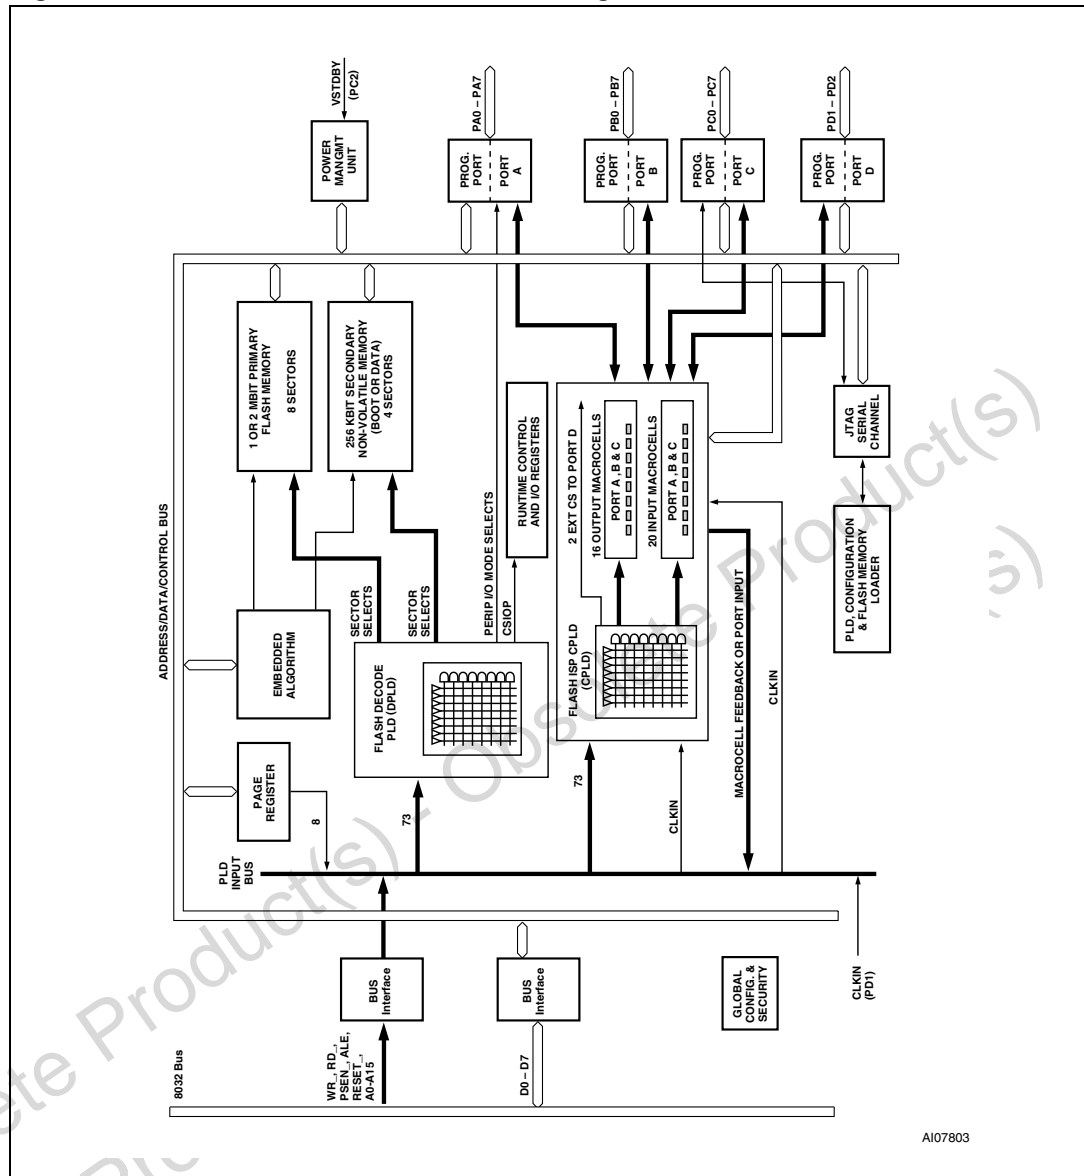 VSTDBY
(PC2)
PA0 – PA7
PB0 – PB7
PC0 – PC7
PD1 – PD2
POWER
MANGMT
UNIT
PROG.
PORT
PORT
A
PROG.
PORT
PORT
B
PROG.
PORT
PORT
C
PROG.
PORT
PORT
D
ADDRESS/DATA/CONTROL BUS
1 OR 2 MBIT PRIMARY
FLASH MEMORY
8 SECTORS
256 KBIT SECONDARY
NON-VOLATILE MEMORY
(BOOT OR DATA)
4 SECTORS
RUNTIME CONTROL
AND I/O REGISTERS
PERIP I/O MODE SELECTS
CSIOP
2 EXT CS TO PORT D
16 OUTPUT MACROCELLS
PORT A ,B & C
20 INPUT MACROCELLS
PORT A ,B & C
JTAG
SERIAL
CHANNEL
PLD, CONFIGURATION
& FLASH MEMORY
LOADER
EMBEDDED
ALGORITHM
SECTOR
SELECTS
SECTOR
SELECTS
FLASH DECODE
PLD (DPLD)
FLASH ISP CPLD
(CPLD)
MACROCELL FEEDBACK OR PORT INPUT
CLKIN
PAGE
REGISTER
8
73
73
CLKIN
PLD
INPUT
BUS
BUS
Interface
BUS
Interface
GLOBAL
CONFIG. &
SECURITY
CLKIN
(PD1)
8032 Bus
WR_, RD_,
PSEN_, ALE,
RESET_,
A0-A15
D0 – D7
AI07803
ete Product(s) - Obsolete Product(s)